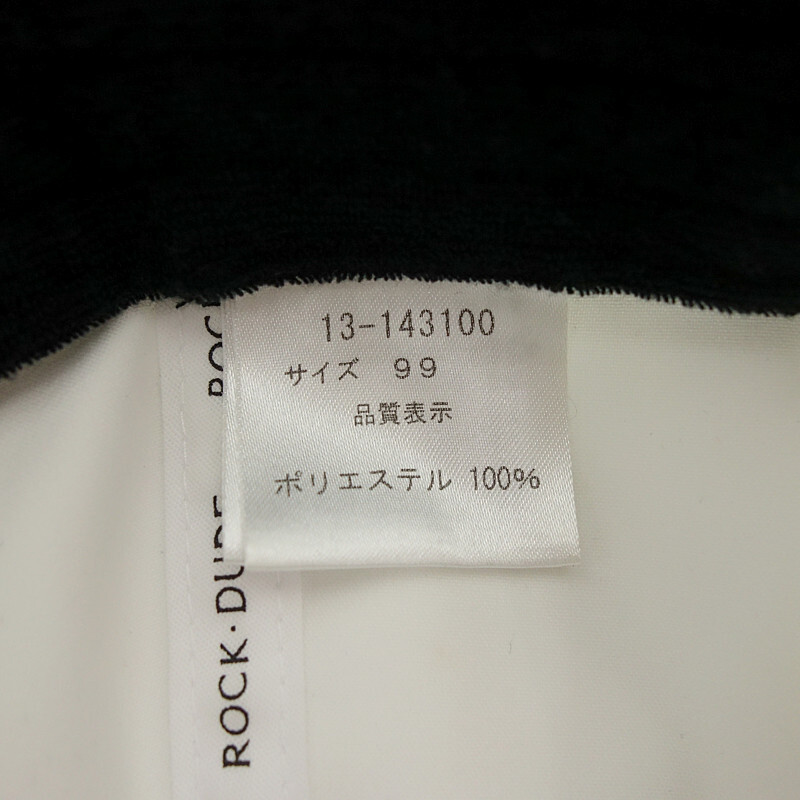 13-143100
サイズ 99
品質表示
ポリエステル 100%
ROCK・DUDE
ROC